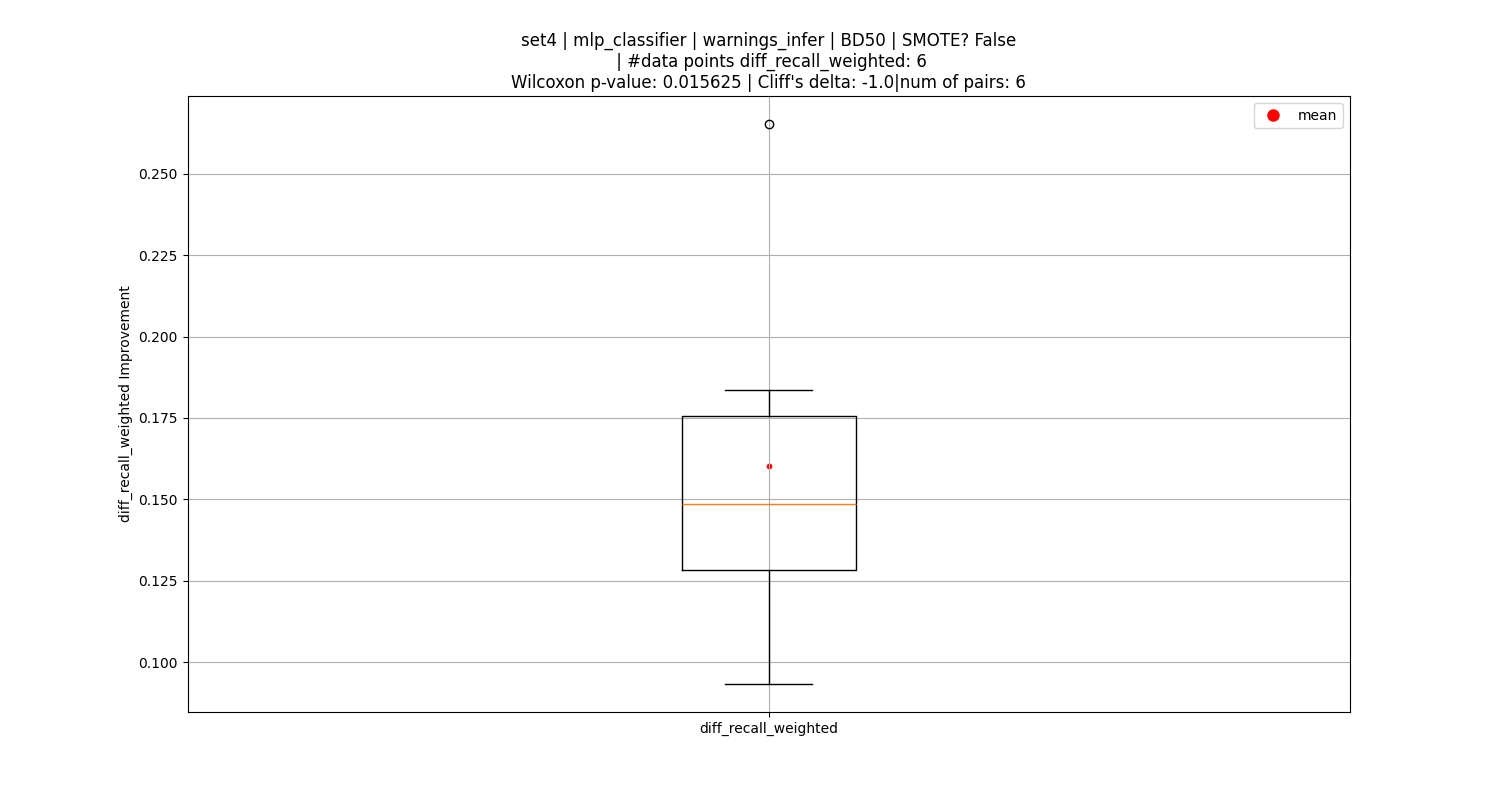 set4 | mlp_classifier | warnings_infer | BD50 | SMOTE? False
| #data points diff_recall_weighted: 6
Wilcoxon p-value: 0.015625 | Cliff's delta: -1.0|num of pairs: 6
mean
0.250
0.225
0.200
0.175
0.150
0.125
0.100
diff_recall_weighted Improvement
diff_recall_weighted